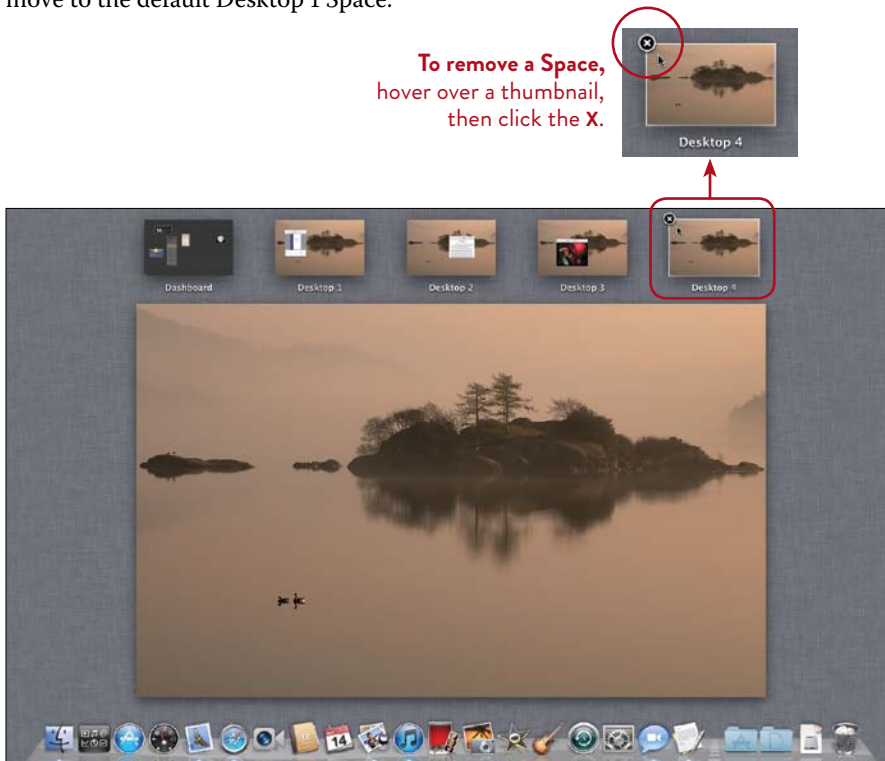 move to the default Desktop 1 Space.
To remove a Space,
hover over a thumbnail,
then click the X.
Desktop 4
Dashboard
Desktop 1
Desktop 2
Desktop 3
Desktop 4
14